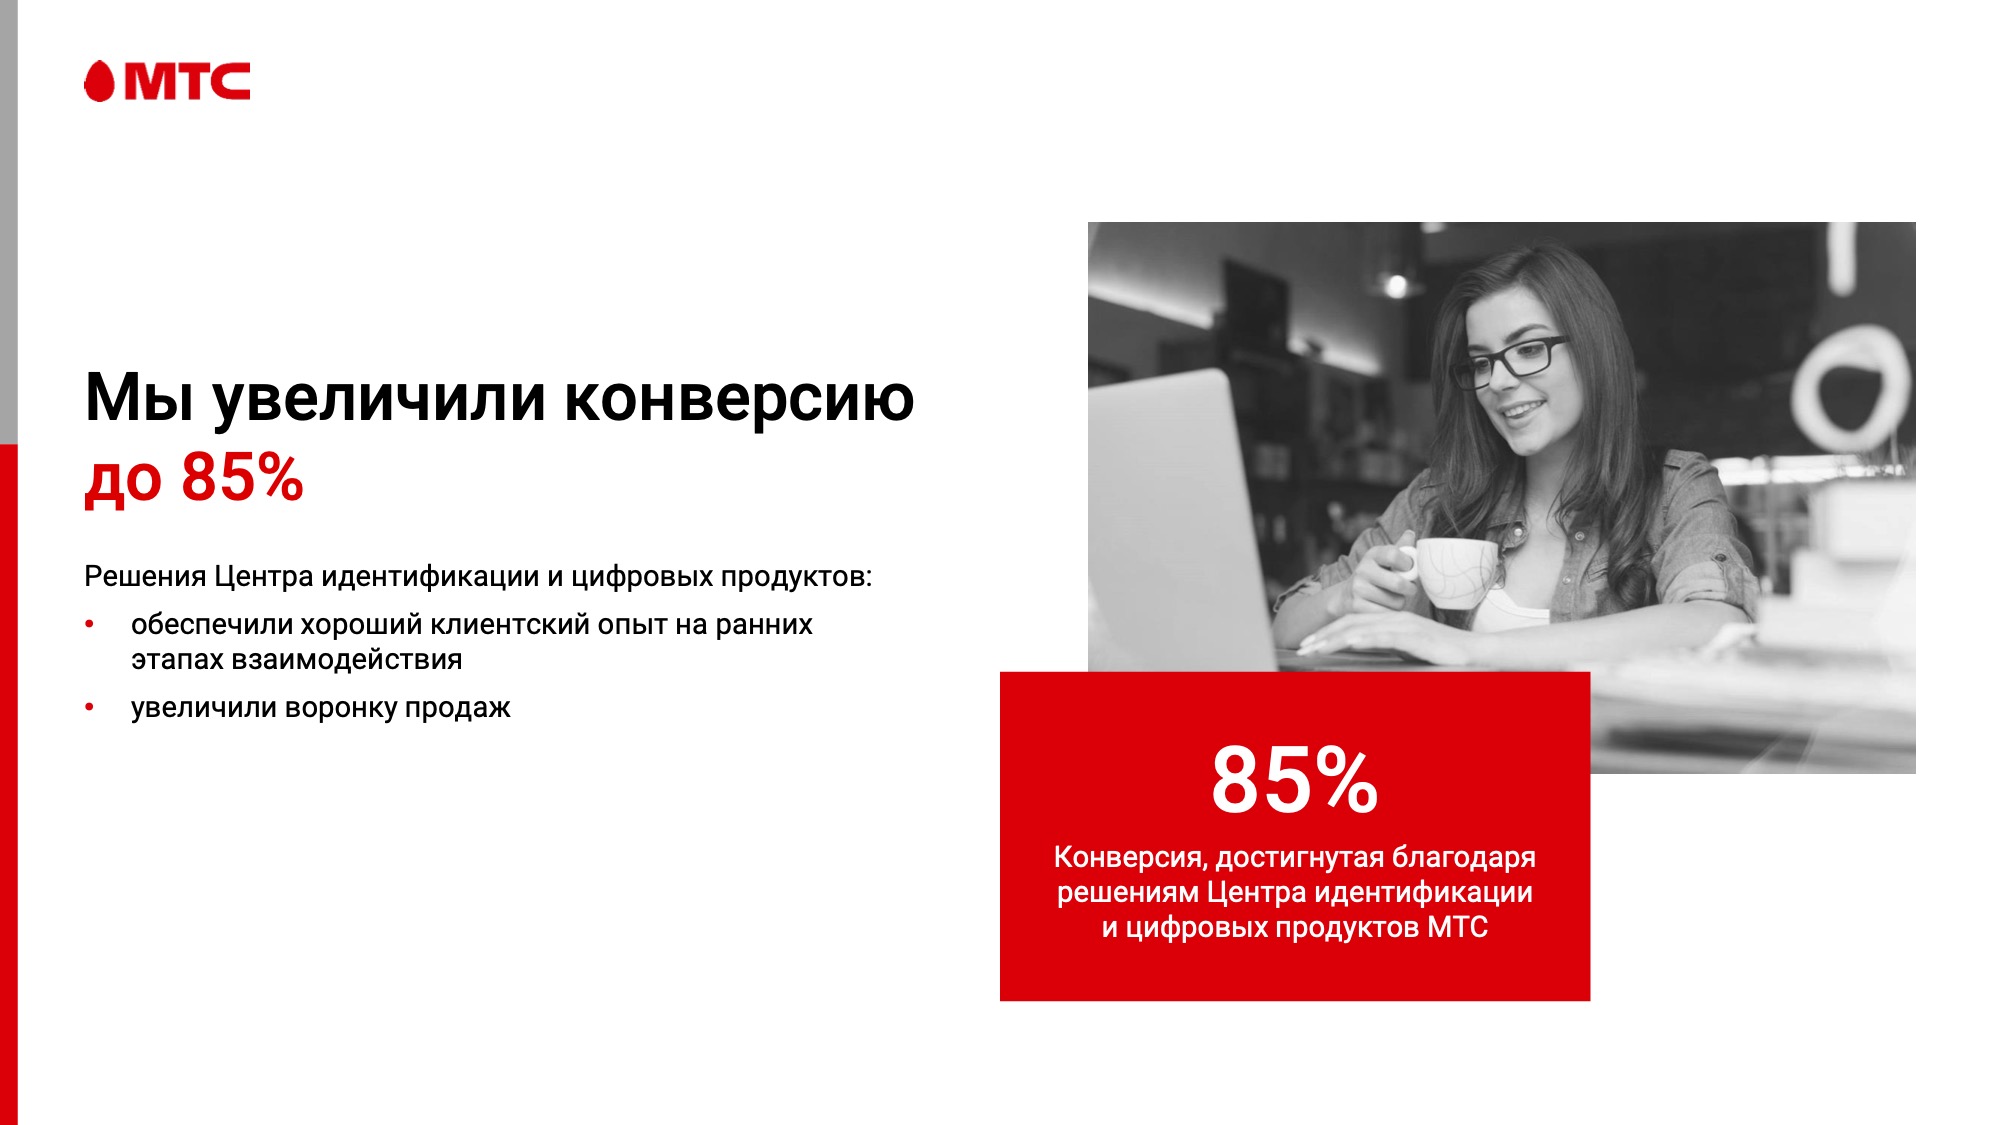 МТС
Мы увеличили конверсию
до 85%
Решения Центра идентификации и цифровых продуктов:
• обеспечили хороший клиентский опыт на ранних
этапах взаимодействия
• увеличили воронку продаж
85%
Конверсия, достигнутая благодаря
решениям Центра идентификации
и цифровых продуктов МТС